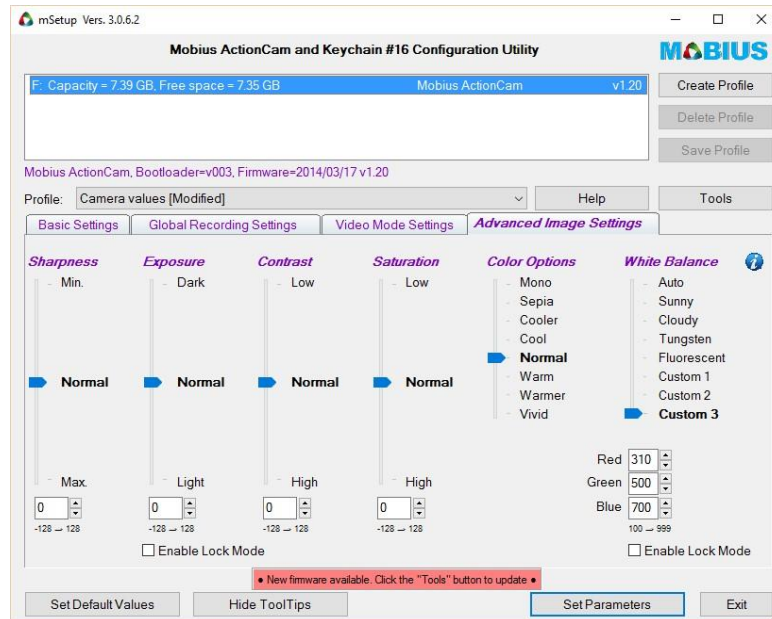 mSetup Vers. 3.0.6.2
Mobius ActionCam and Keychain #16 Configuration Utility
MOBIUS
F: Capacity = 7.39 GB, Free space = 7.35 GB Mobius ActionCam v1.20
Create Profile
Delete Profile
Save Profile
Mobius ActionCam, Bootloader=v003, Firmware=2014/03/17 v1.20
Profile: Camera values [Modified] Help Tools
Basic Settings Global Recording Settings Video Mode Settings Advanced Image Settings
Sharpness Exposure Contrast Saturation Color Options White Balance
Min. Dark Low Low Mono Auto
Sepia Sunny
Cooler Cloudy
Cool Tungsten
Normal Normal Normal Normal Normal Fluorescent
Warm Custom 1
Warmer Custom 2
Vivid Custom 3
Red 310
Max. Light High High Green 500
0 0 0 0 Blue 700
-128 → 128 -128 → 128 -128 → 128 -128 → 128 100 → 999
Enable Lock Mode Enable Lock Mode
• New firmware available. Click the "Tools" button to update •
Set Default Values Hide ToolTips Set Parameters Exit